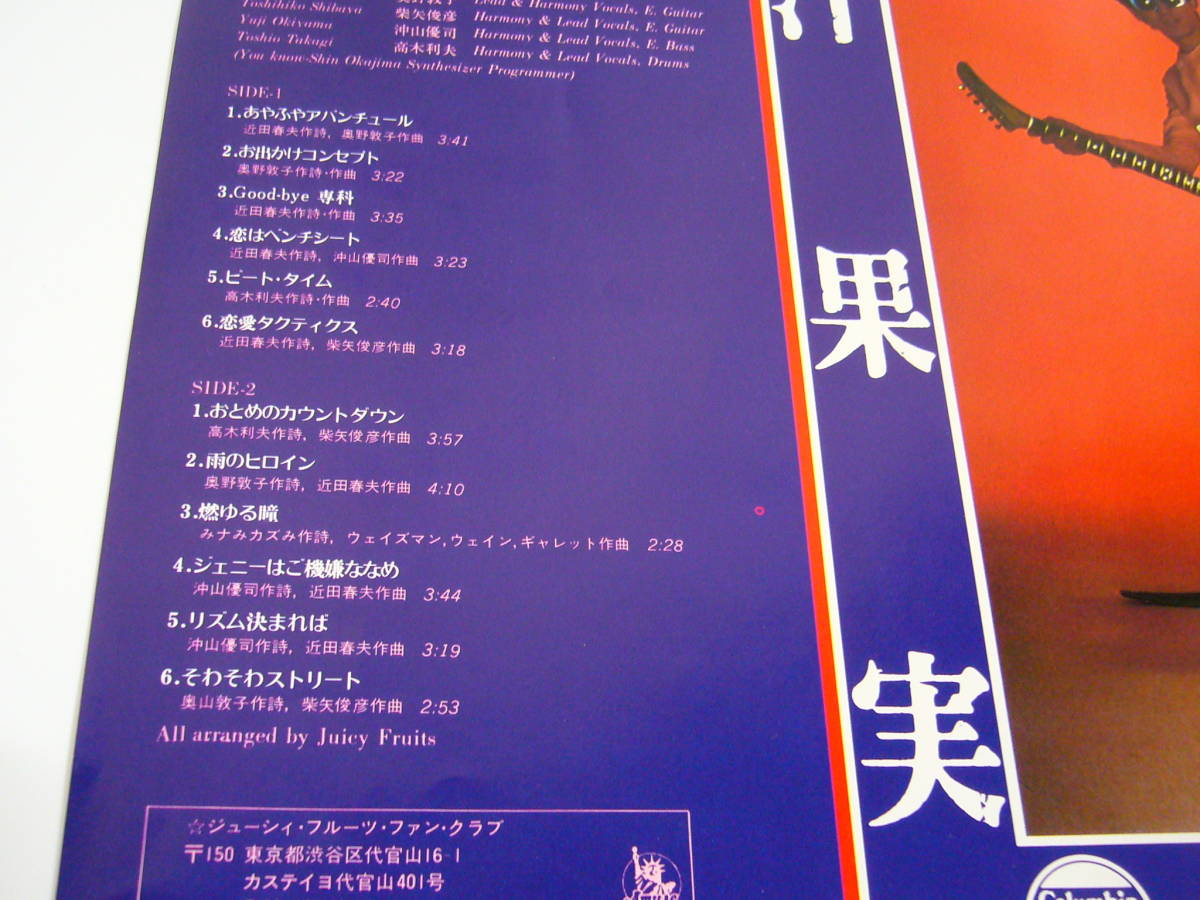 奥野敦子 Lead & Harmony Vocals, E. Guitar
Toshihiko Shibaya 柴矢俊彦 Harmony & Lead Vocals, E. Guitar
Yuji Okiyama 沖山優司 Harmony & Lead Vocals, E. Bass
Toshio Takagi 高木利夫 Harmony & Lead Vocals, Drums
(You know-Shin Okajima Synthesizer Programmer)
SIDE-1
1.あやふやアバンチュール
近田春夫作詩, 奥野敦子作曲 3:41
2.お出かけコンセプト
奥野敦子作詩·作曲 3:22
3.Good-bye 専科
近田春夫作詩·作曲 3:35
4.恋はベンチシート
近田春夫作詩, 沖山優司作曲 3:23
5.ビート·タイム
高木利夫作詩·作曲 2:40
6.恋愛タクティクス
近田春夫作詩, 柴矢俊彦作曲 3:18
SIDE-2
1.おとめのカウントダウン
高木利夫作詩, 柴矢俊彦作曲 3:57
2.雨のヒロイン
奥野敦子作詩, 近田春夫作曲 4:10
3.燃ゆる瞳
みナみカズみ作詩, ウェイズマン,ウェイン,ギャレット作曲 2:28
4.ジェニーはご機嫌ななめ
沖山優司作詩, 近田春夫作曲 3:44
5.リズム決まれば
沖山優司作詩, 近田春夫作曲 3:19
6.そわそわストリート
奥山敦子作詩, 柴矢俊彦作曲 2:53
All arranged by Juicy Fruits
☆ジューシィ·フルーツ·ファン·クラブ
〒150 東京都渋谷区代官山16-1
カステイヨ代官山401号
汁
果
実
Columbia